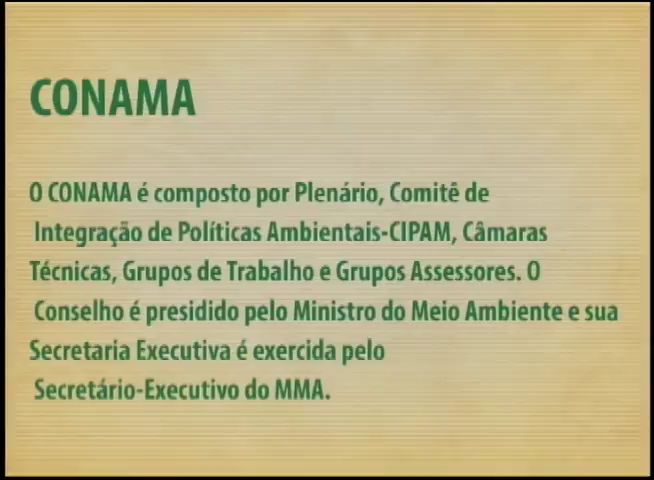 CONAMA
O CONAMA é composto por Plenário, Comitê de
Integração de Políticas Ambientais-CIPAM, Câmaras
Técnicas, Grupos de Trabalho e Grupos Assessores. O
Conselho é presidido pelo Ministro do Meio Ambiente e sua
Secretaria Executiva é exercida pelo
Secretário-Executivo do MMA.